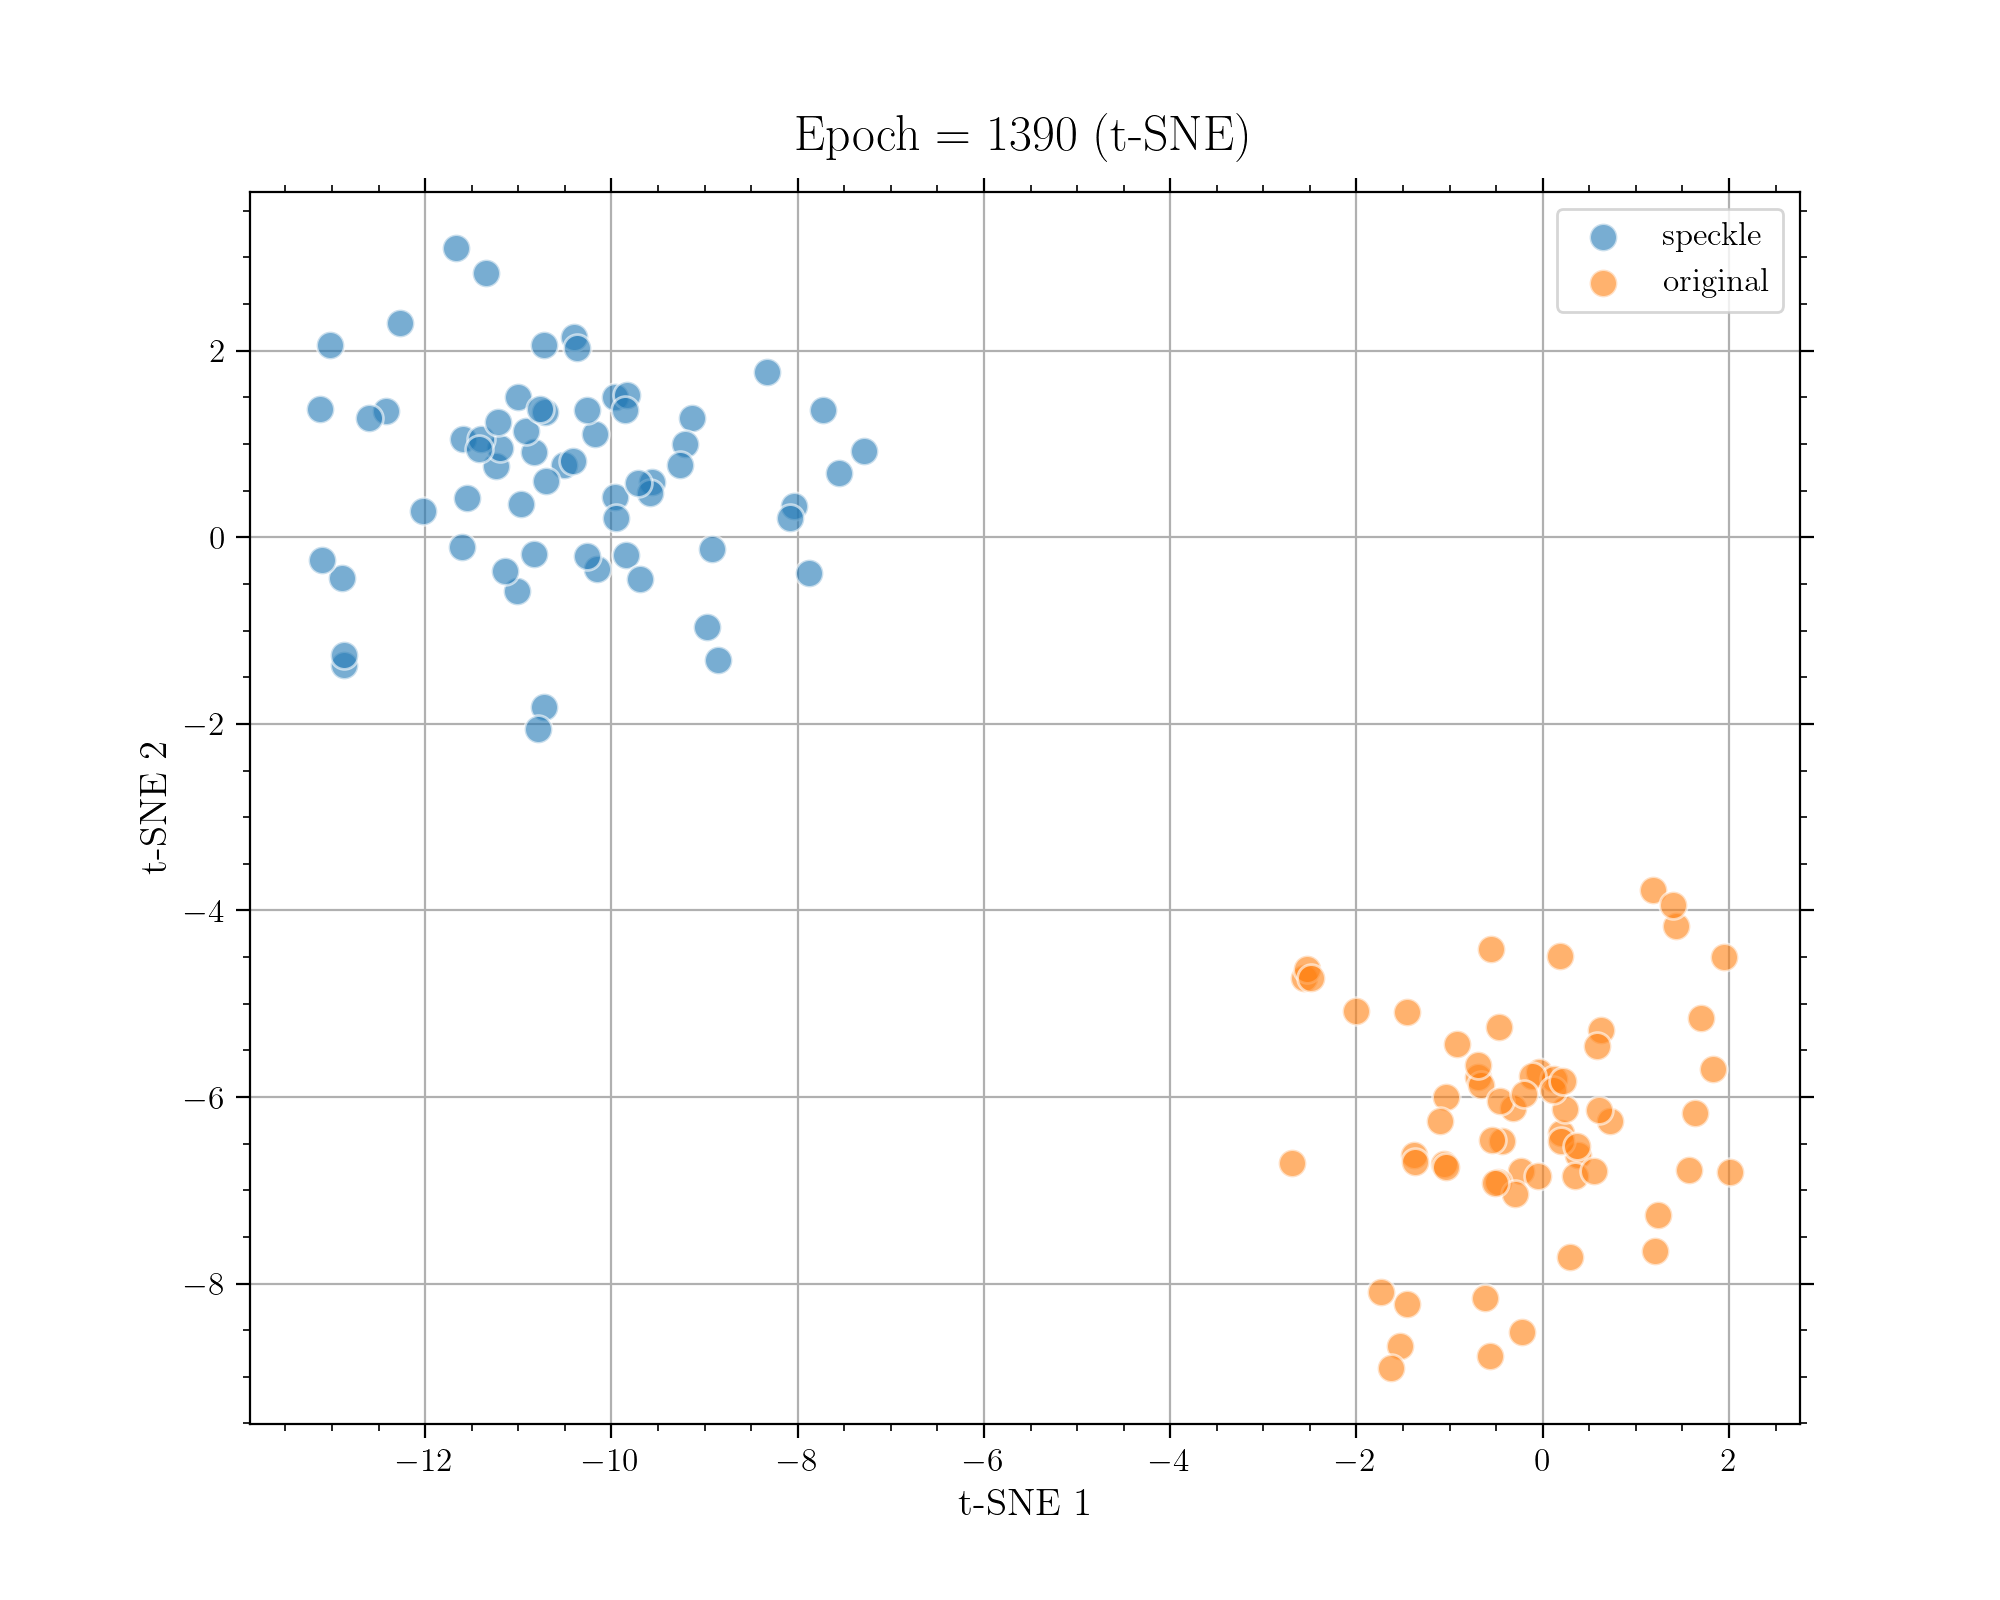 Epoch = 1390 (t-SNE)
speckle
original
2
0
−2
−4
−6
−8
t-SNE 2
−12 −10 −8 −6 −4 −2 0 2
t-SNE 1